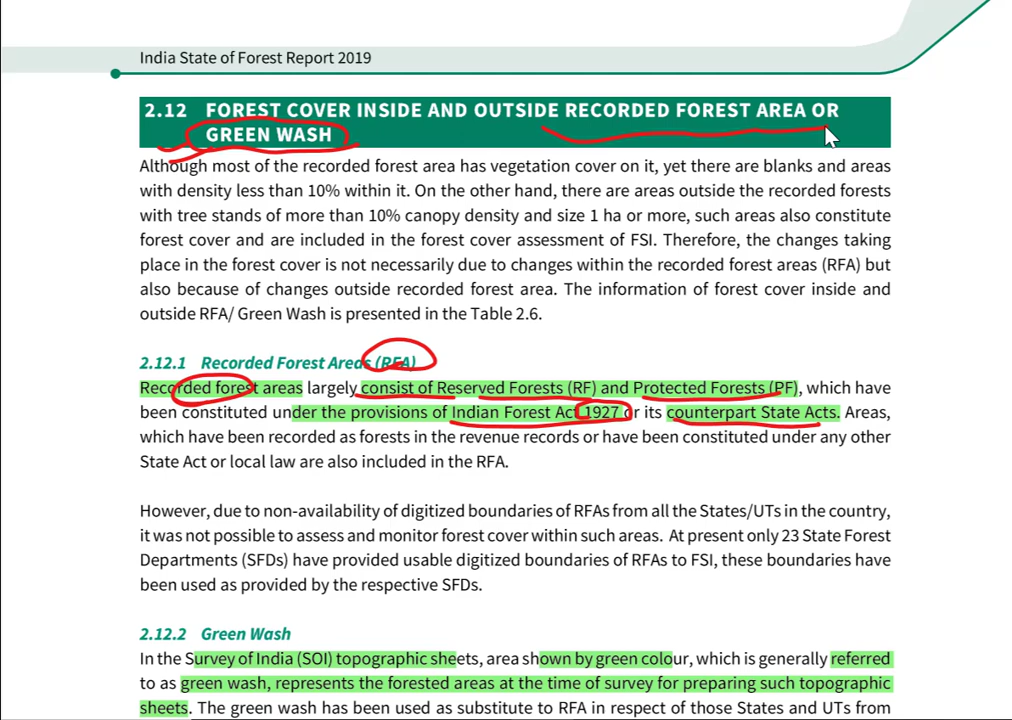 India State of Forest Report 2019
2.12 FOREST COVER INSIDE AND OUTSIDE RECORDED FOREST AREA OR
GREEN WASH
Although most of the recorded forest area has vegetation cover on it, yet there are blanks and areas
with density less than 10% within it. On the other hand, there are areas outside the recorded forests
with tree stands of more than 10% canopy density and size 1 ha or more, such areas also constitute
forest cover and are included in the forest cover assessment of FSI. Therefore, the changes taking
place in the forest cover is not necessarily due to changes within the recorded forest areas (RFA) but
also because of changes outside recorded forest area. The information of forest cover inside and
outside RFA/ Green Wash is presented in the Table 2.6.
2.12.1 Recorded Forest Areas (RFA)
Recorded forest areas largely consist of Reserved Forests (RF) and Protected Forests (PF), which have
been constituted under the provisions of Indian Forest Act 1927 or its counterpart State Acts. Areas,
which have been recorded as forests in the revenue records or have been constituted under any other
State Act or local law are also included in the RFA.
However, due to non-availability of digitized boundaries of RFAs from all the States/UTs in the country,
it was not possible to assess and monitor forest cover within such areas. At present only 23 State Forest
Departments (SFDs) have provided usable digitized boundaries of RFAs to FSI, these boundaries have
been used as provided by the respective SFDs.
2.12.2 Green Wash
In the Survey of India (SOI) topographic sheets, area shown by green colour, which is generally referred
to as green wash, represents the forested areas at the time of survey for preparing such topographic
sheets. The green wash has been used as substitute to RFA in respect of those States and UTs from